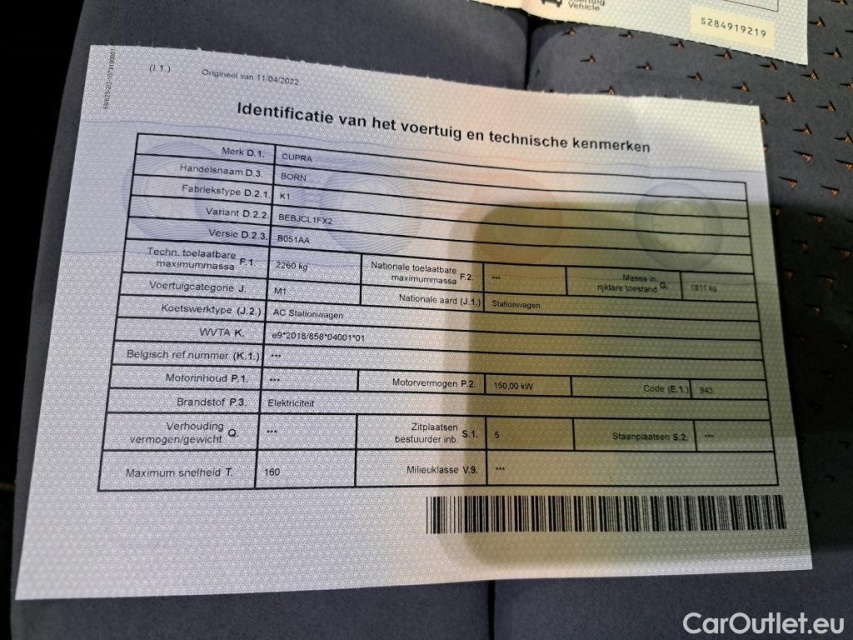 Voertuig
Vehicle
S284919219
(I.1.) Origineel van 11/04/2022
Identificatie van het voertuig en technische kenmerken
Merk D.1. CUPRA
Handelsnaam D.3. BORN
Fabriekstype D.2.1. K1
Variant D.2.2. BEBJCL1FX2
Versie D.2.3. B051AA
Techn. toelaatbare maximummassa F.1. 2260 kg Nationale toelaatbare maximummassa F.2. --- Massa in rijklare toestand G. 1811 kg
Voertuigcategorie J. M1 Nationale aard (J.1.) Stationwagen
Koetswerktype (J.2.) AC Stationwagen
WVTA K. e9*2018/858*04001*01
Belgisch ref nummer (K.1.) ---
Motorinhoud P.1. --- Motorvermogen P.2. 150,00 kW Code (E.1.) 943
Brandstof P.3. Elektriciteit
Verhouding vermogen/gewicht Q. --- Zitplaatsen bestuurder inb. S.1. 5 Staanplaatsen S.2. ---
Maximum snelheid T. 160 Milieuklasse V.9. ---
CarOutlet.eu